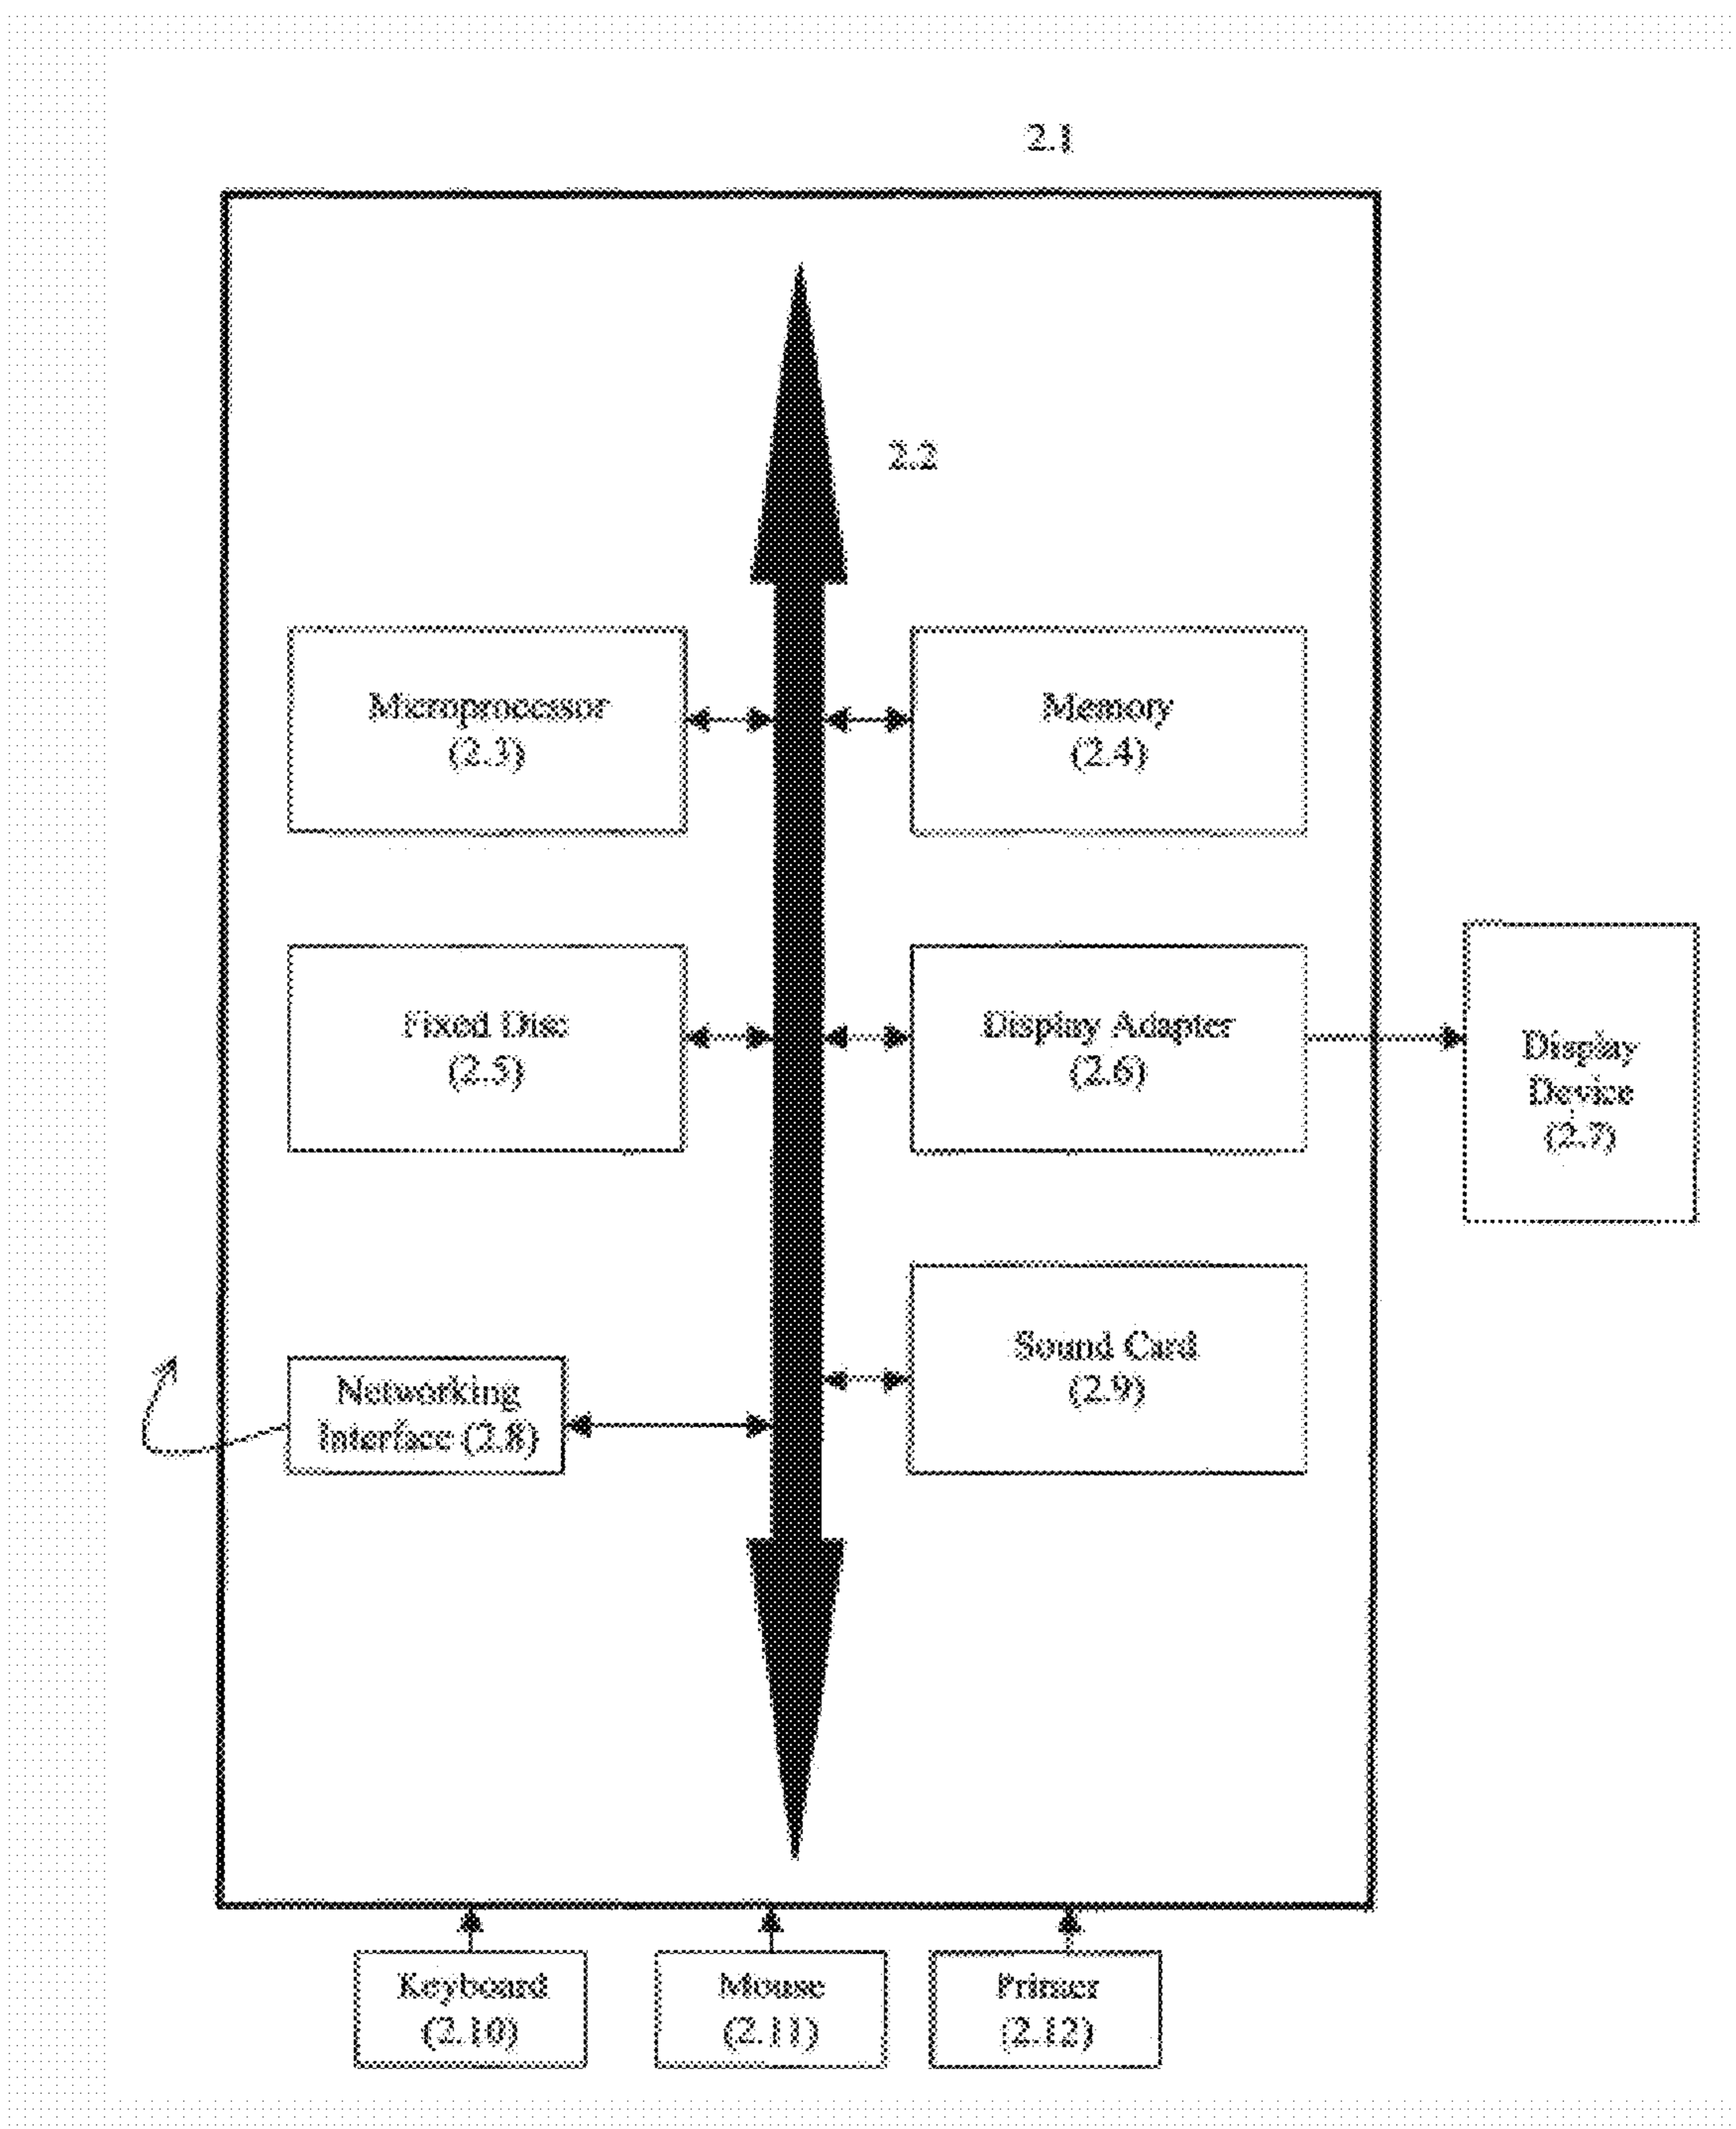 2.1
2.2
Microprocessor
(2.3)
Memory
(2.4)
Fixed Disc
(2.5)
Display Adapter
(2.6)
Display
Device
(2.7)
Sound Card
(2.9)
Networking
Interface (2.8)
Keyboard
(2.10)
Mouse
(2.11)
Printer
(2.12)